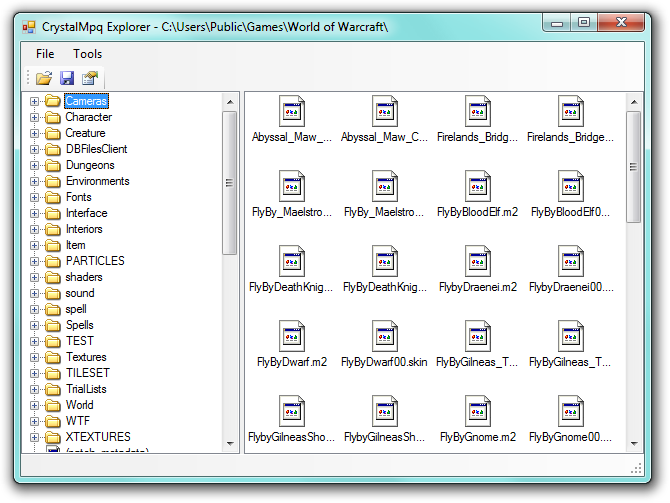 CrystalMpq Explorer - C:\Users\Public\Games\World of Warcraft\
File Tools
Cameras
Character
Creature
DBFilesClient
Dungeons
Environments
Fonts
Interface
Interiors
Item
PARTICLES
shaders
sound
spell
Spells
TEST
Textures
TILESET
TrialLists
World
WTF
XTEXTURES
(patch_metadata)
Abyssal_Maw_... Abyssal_Maw_C... Firelands_Bridg... Firelands_Bridge...
FlyBy_Maelstro... FlyBy_Maelstro... FlyByBloodElf.m2 FlyByBloodElf0...
FlyByDeathKnig... FlyByDeathKnig... FlybyDraenei.m2 FlybyDraenei00....
FlyByDwarf.m2 FlyByDwarf00.skin FlyByGilneas_T... FlyByGilneas_T...
FlybyGilneasSho... FlybyGilneasSh... FlyByGnome.m2 FlyByGnome00....